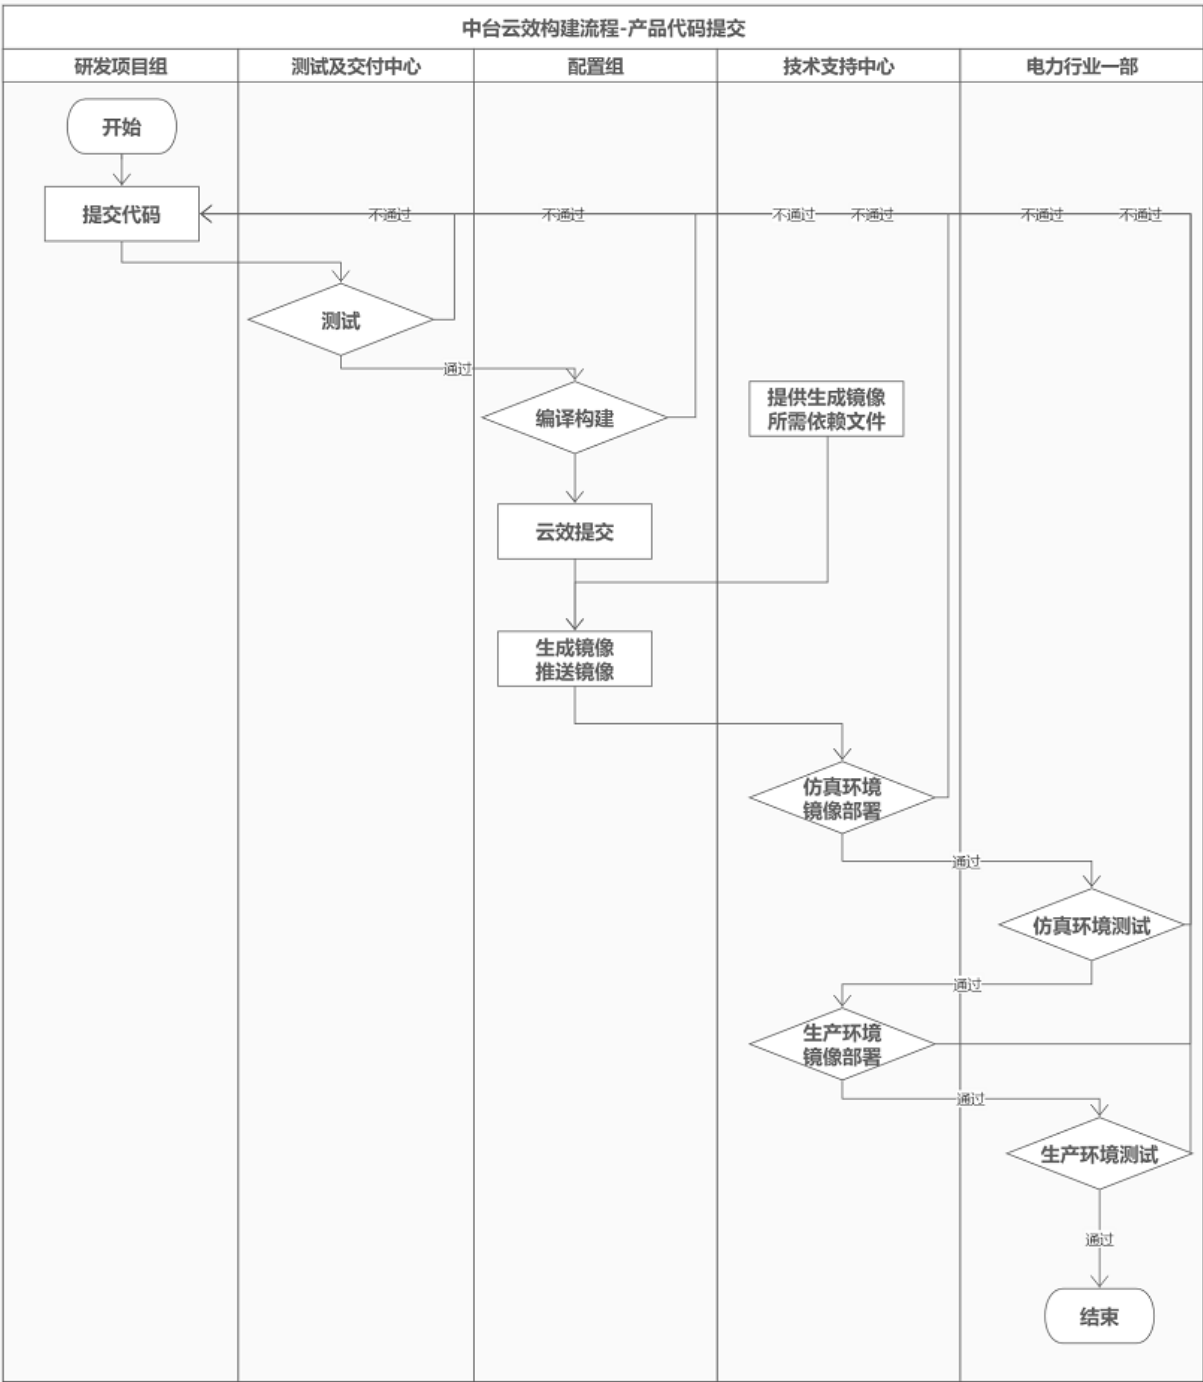 中台云效构建流程-产品代码提交
研发项目组
测试及交付中心
配置组
技术支持中心
电力行业一部
开始
提交代码
不通过
不通过
不通过
不通过
不通过
不通过
测试
通过
编译构建
提供生成镜像
所需依赖文件
云效提交
生成镜像
推送镜像
仿真环境
镜像部署
通过
仿真环境测试
通过
生产环境
镜像部署
通过
生产环境测试
通过
结束